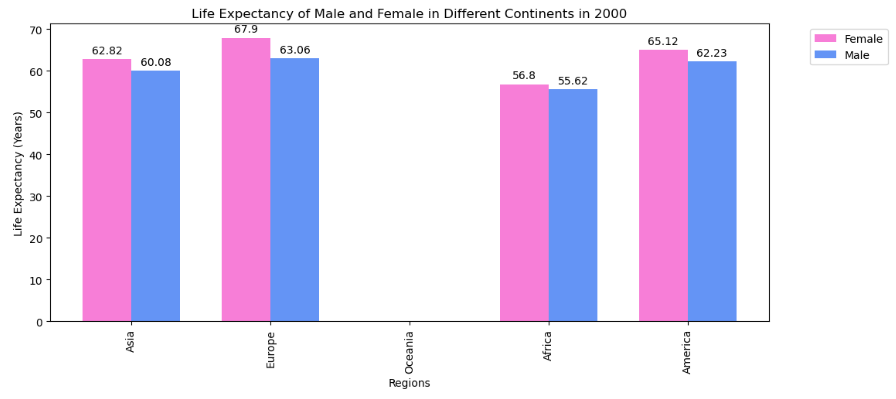 Life Expectancy of Male and Female in Different Continents in 2000
Female
Male
Life Expectancy (Years)
70
60
50
40
30
20
10
0
62.82
60.08
67.9
63.06
56.8
55.62
65.12
62.23
Asia
Europe
Oceania
Africa
America
Regions